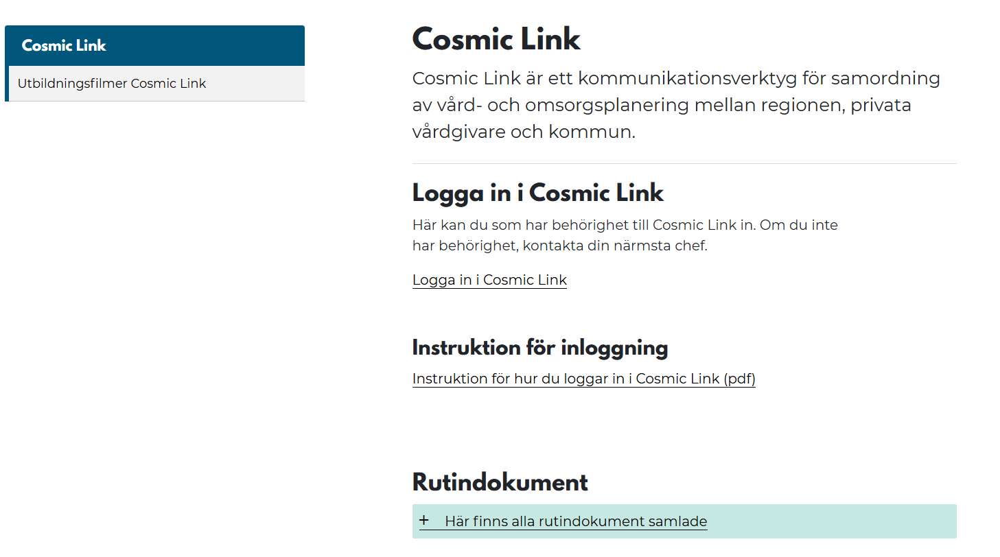 Cosmic Link
Utbildningsfilmer Cosmic Link
Cosmic Link
Cosmic Link är ett kommunikationsverktyg för samordning
av vård- och omsorgsplanering mellan regionen, privata
vårdgivare och kommun.
Logga in i Cosmic Link
Här kan du som har behörighet till Cosmic Link in. Om du inte
har behörighet, kontakta din närmsta chef.
Logga in i Cosmic Link
Instruktion för inloggning
Instruktion för hur du loggar in i Cosmic Link (pdf)
Rutindokument
+ Här finns alla rutindokument samlade